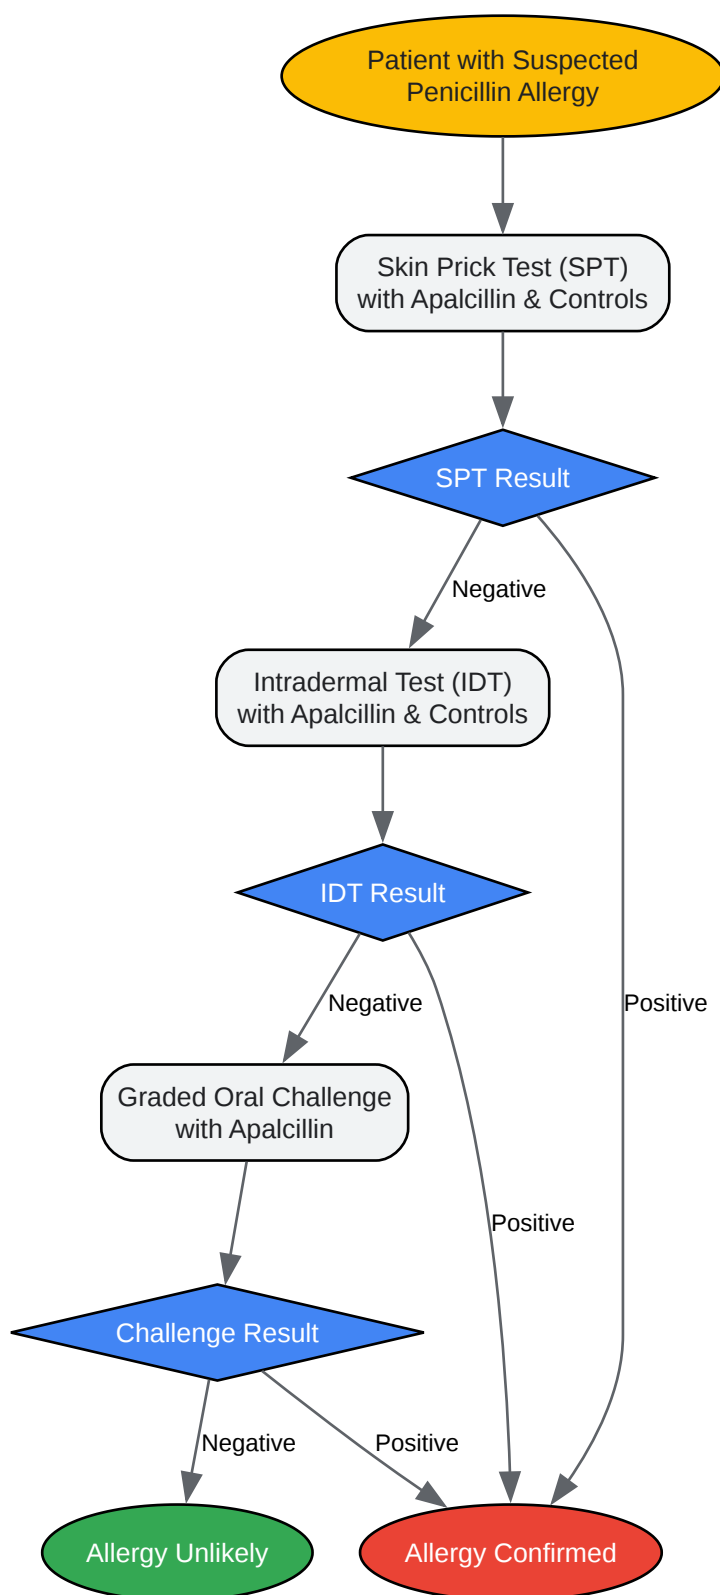 Patient with Suspected
Penicillin Allergy
Skin Prick Test (SPT)
with Apalcillin & Controls
SPT Result
Negative
Intradermal Test (IDT)
with Apalcillin & Controls
IDT Result
Negative
Positive
Graded Oral Challenge
with Apalcillin
Positive
Challenge Result
Negative
Positive
Allergy Unlikely
Allergy Confirmed